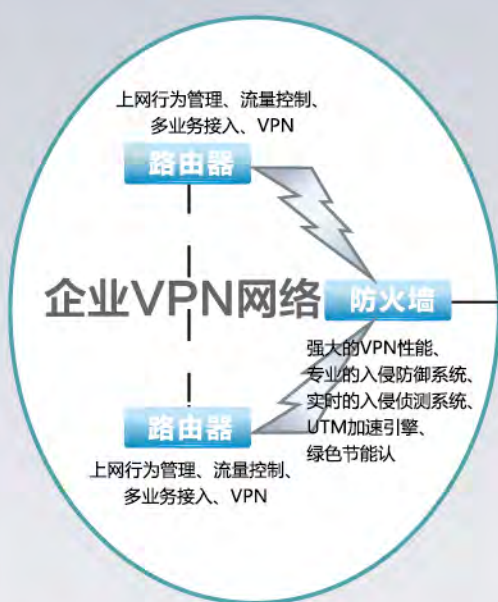 上网行为管理、流量控制、
多业务接入、VPN
路由器
企业VPN网络
防火墙
强大的VPN性能、
专业的入侵防御系统、
实时的入侵侦测系统、
UTM加速引擎、
绿色节能认
路由器
上网行为管理、流量控制、
多业务接入、VPN